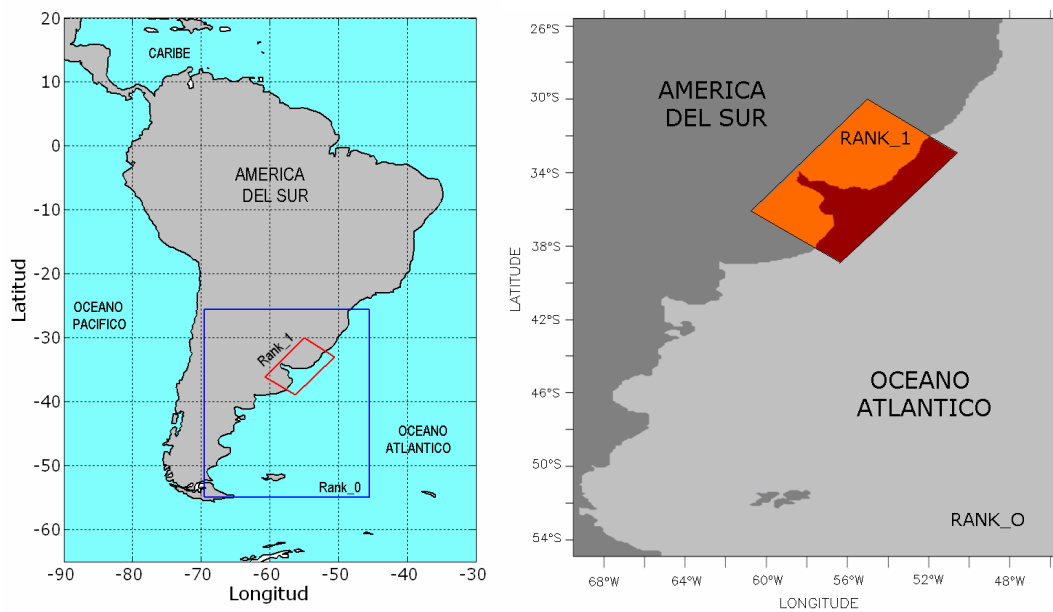 20
10
0
-10
-20
-30
-40
-50
-60
Latitud
-90
-80
-70
-60
-50
-40
-30
Longitud
CARIBE
AMERICA
DEL SUR
OCEANO
PACIFICO
Rank_1
OCEANO
ATLANTICO
Rank_0
26°S
30°S
34°S
38°S
42°S
46°S
50°S
54°S
LATITUDE
68°W
64°W
60°W
56°W
52°W
48°W
LONGITUDE
AMERICA
DEL SUR
RANK_1
OCEANO
ATLANTICO
RANK_O